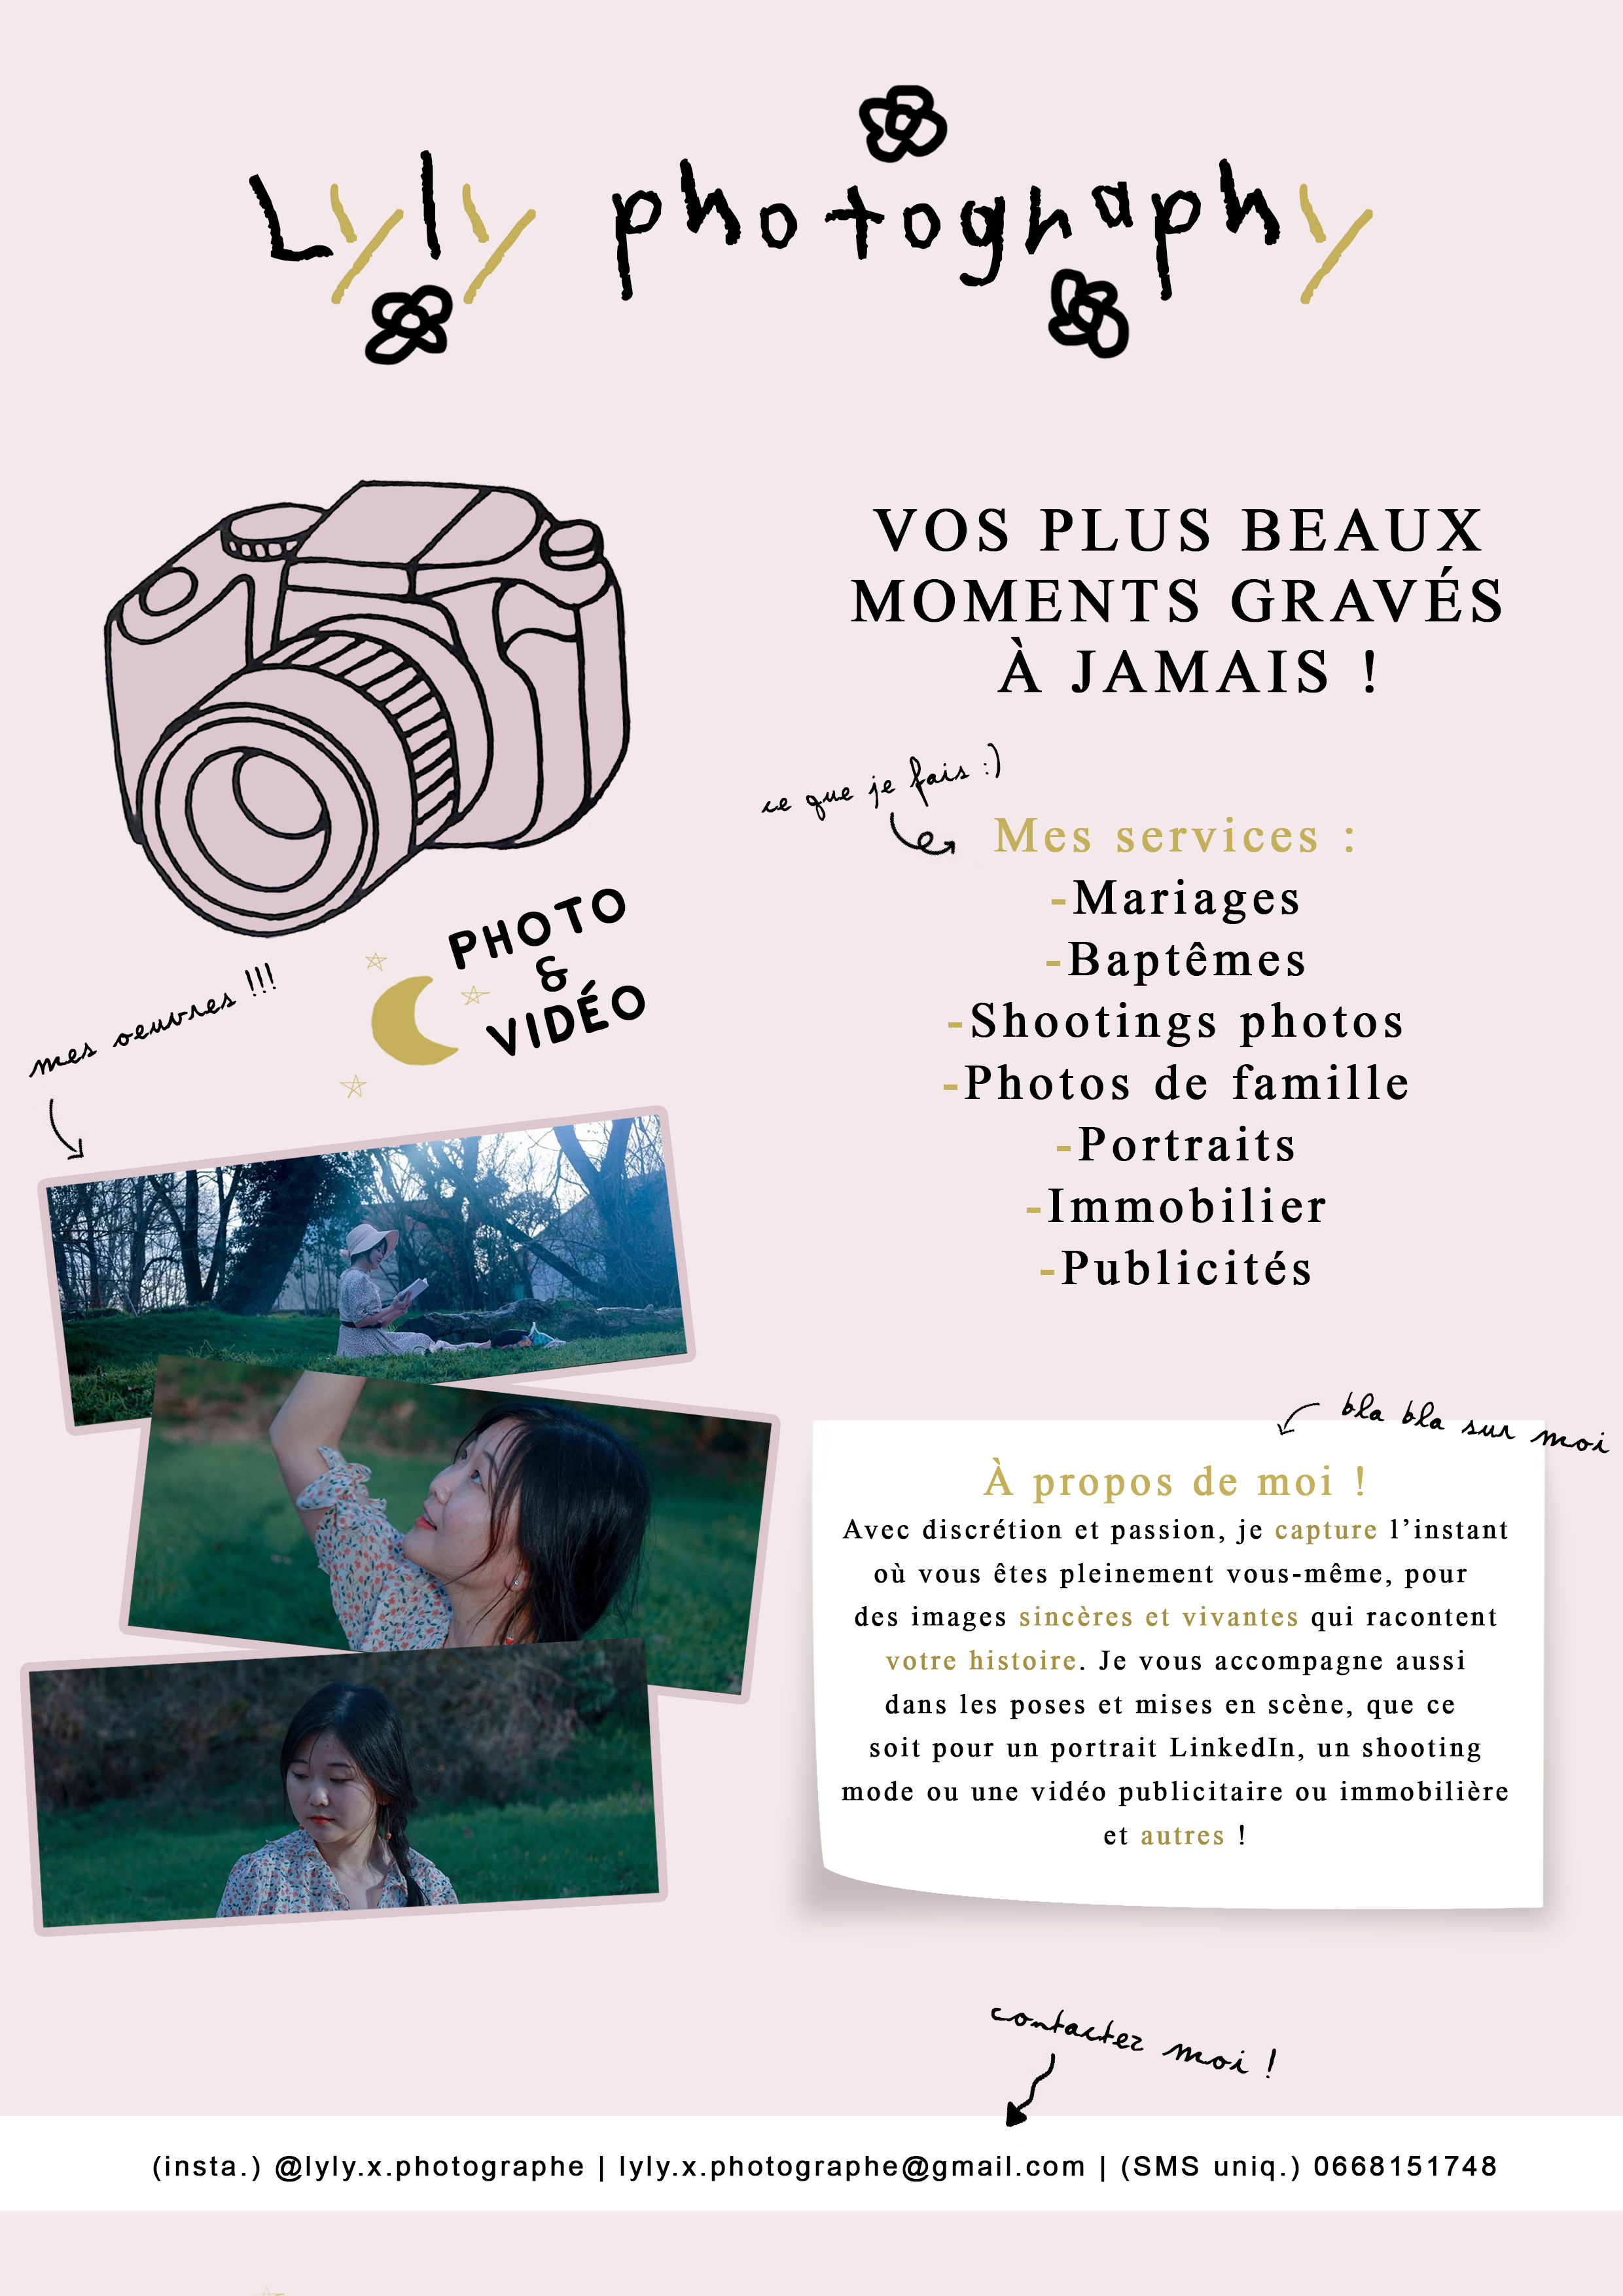 Lyly photography
VOS PLUS BEAUX
MOMENTS GRAVÉS
À JAMAIS !
ce que je fais :)
Mes services :
-Mariages
-Baptêmes
-Shootings photos
-Photos de famille
-Portraits
-Immobilier
-Publicités
PHOTO
&
VIDÉO
mes oeuvres !!!
bla bla sur moi
À propos de moi !
Avec discrétion et passion, je capture l’instant
où vous êtes pleinement vous-même, pour
des images sincères et vivantes qui racontent
votre histoire. Je vous accompagne aussi
dans les poses et mises en scène, que ce
soit pour un portrait LinkedIn, un shooting
mode ou une vidéo publicitaire ou immobilière
et autres !
contactez moi !
(insta.) @lyly.x.photographe | lyly.x.photographe@gmail.com | (SMS uniq.) 0668151748